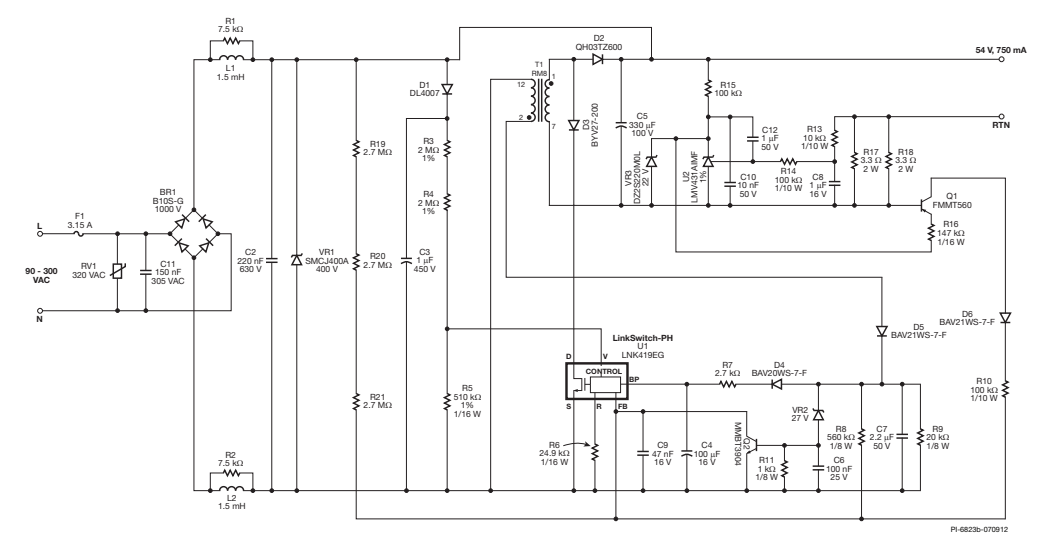 R1
7.5 kΩ
L1
1.5 mH
D2
QH03TZ600
54 V, 750 mA
T1
RM8
12
1
2
7
D1
DL4007
R15
100 kΩ
D3
BYV27-200
C5
330 µF
100 V
RTN
C12
1 µF
50 V
R13
10 kΩ
1/10 W
R17
3.3 Ω
2 W
R18
3.3 Ω
2 W
R19
2.7 MΩ
R3
2 MΩ
1%
VR3
DZ2S220M0L
22 V
U2
LMV431AIMF
1%
C10
10 nF
50 V
R14
100 kΩ
1/10 W
C8
1 µF
16 V
R4
2 MΩ
1%
BR1
B10S-G
1000 V
Q1
FMMT560
F1
3.15 A
L
R16
147 kΩ
1/16 W
90 - 300
VAC
RV1
320 VAC
C11
150 nF
305 VAC
C2
220 nF
630 V
VR1
SMCJ400A
400 V
R20
2.7 MΩ
C3
1 µF
450 V
N
D5
BAV21WS-7-F
D6
BAV21WS-7-F
LinkSwitch-PH
U1
LNK419EG
D
V
CONTROL
BP
S
R
FB
R7
2.7 kΩ
D4
BAV20WS-7-F
R10
100 kΩ
1/10 W
R21
2.7 MΩ
R5
510 kΩ
1%
1/16 W
VR2
27 V
R8
560 kΩ
1/8 W
C7
2.2 µF
50 V
R9
20 kΩ
1/8 W
R6
24.9 kΩ
1/16 W
C9
47 nF
16 V
C4
100 µF
16 V
Q2
MMBT3904
R11
1 kΩ
1/8 W
C6
100 nF
25 V
R2
7.5 kΩ
L2
1.5 mH
PI-6823b-070912